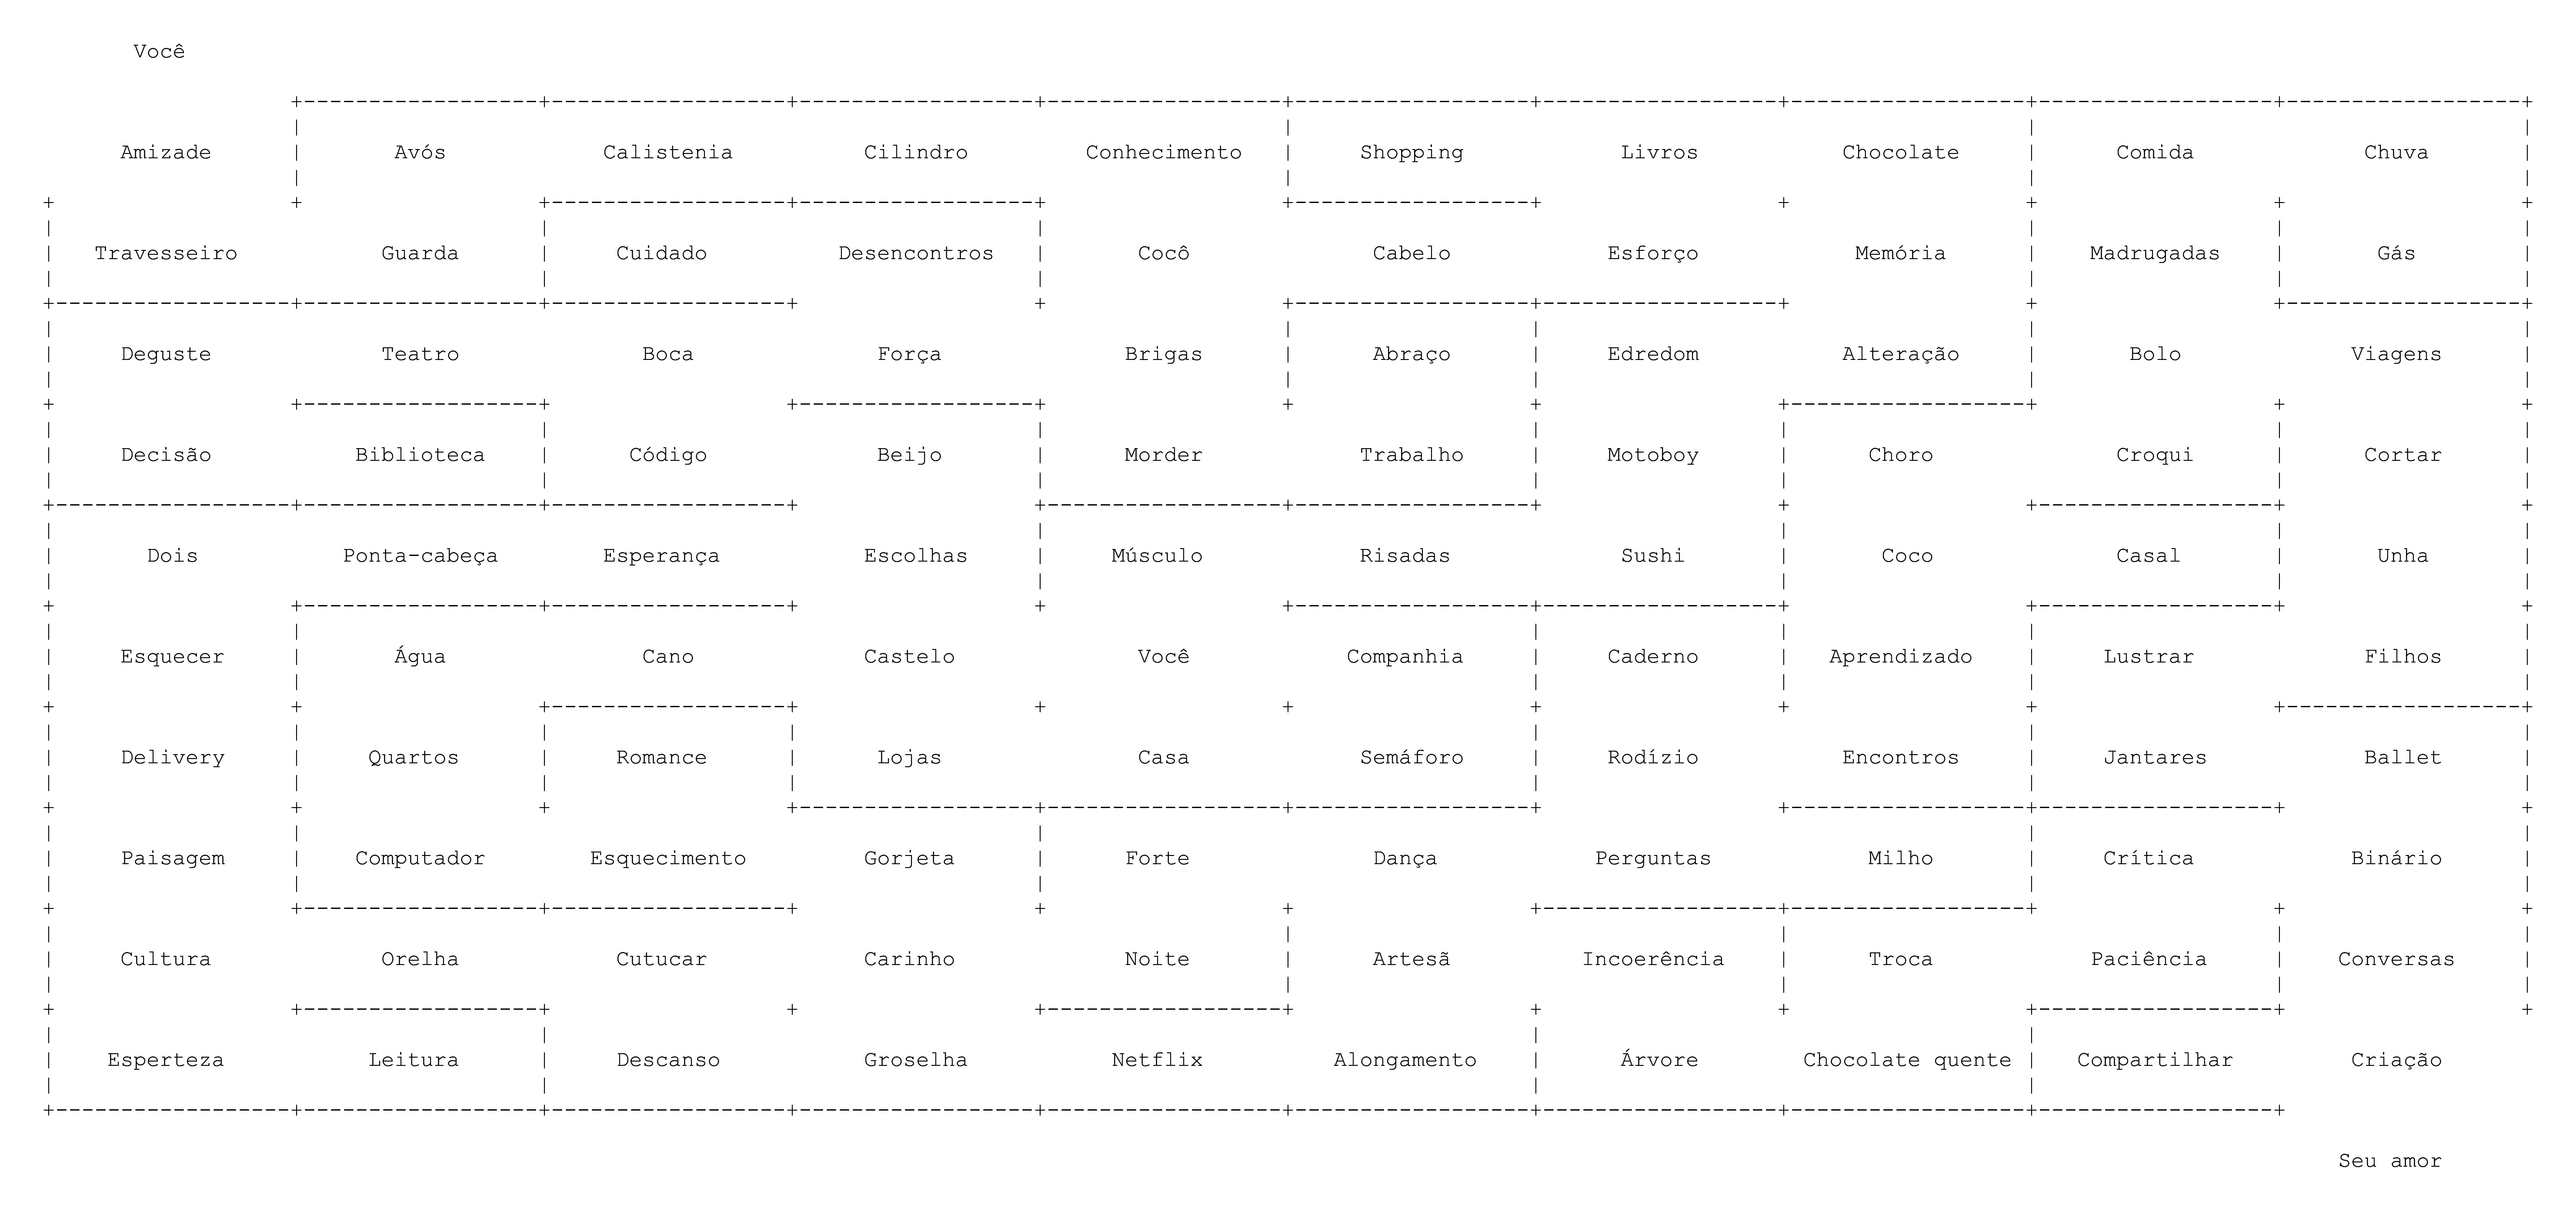 Você
Amizade Avós Calistenia Cilindro Conhecimento Shopping Livros Chocolate Comida Chuva
Travesseiro Guarda Cuidado Desencontros Cocô Cabelo Esforço Memória Madrugadas Gás
Deguste Teatro Boca Força Brigas Abraço Edredom Alteração Bolo Viagens
Decisão Biblioteca Código Beijo Morder Trabalho Motoboy Choro Croqui Cortar
Dois Ponta-cabeça Esperança Escolhas Músculo Risadas Sushi Coco Casal Unha
Esquecer Água Cano Castelo Você Companhia Caderno Aprendizado Lustrar Filhos
Delivery Quartos Romance Lojas Casa Semáforo Rodízio Encontros Jantares Ballet
Paisagem Computador Esquecimento Gorjeta Forte Dança Perguntas Milho Crítica Binário
Cultura Orelha Cutucar Carinho Noite Artesã Incoerência Troca Paciência Conversas
Esperteza Leitura Descanso Groselha Netflix Alongamento Árvore Chocolate quente Compartilhar Criação
Seu amor